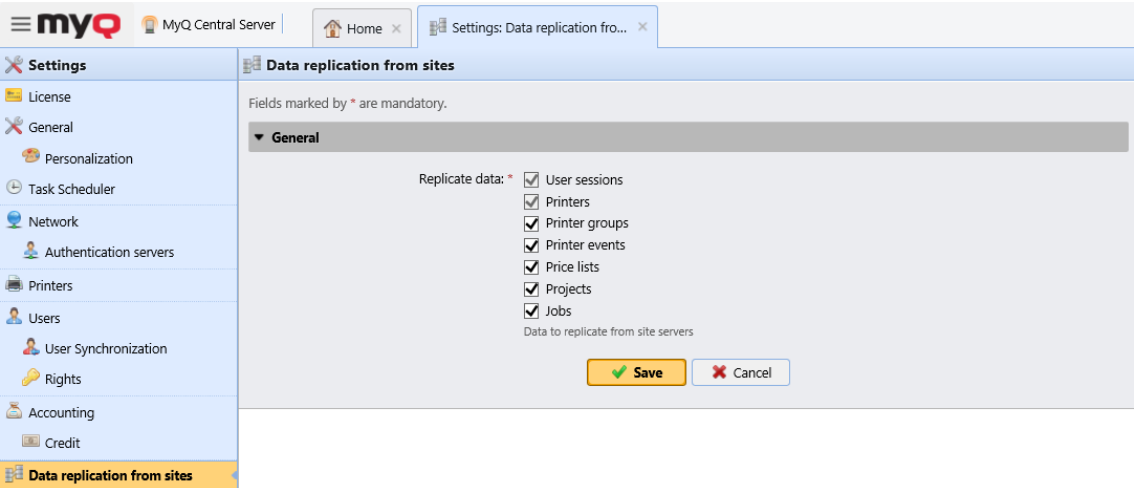 myQ MyQ Central Server Home Settings: Data replication fro...
Settings
License
General
Personalization
Task Scheduler
Network
Authentication servers
Printers
Users
User Synchronization
Rights
Accounting
Credit
Data replication from sites
Data replication from sites
Fields marked by * are mandatory.
General
Replicate data: * User sessions
Printers
Printer groups
Printer events
Price lists
Projects
Jobs
Data to replicate from site servers
Save Cancel